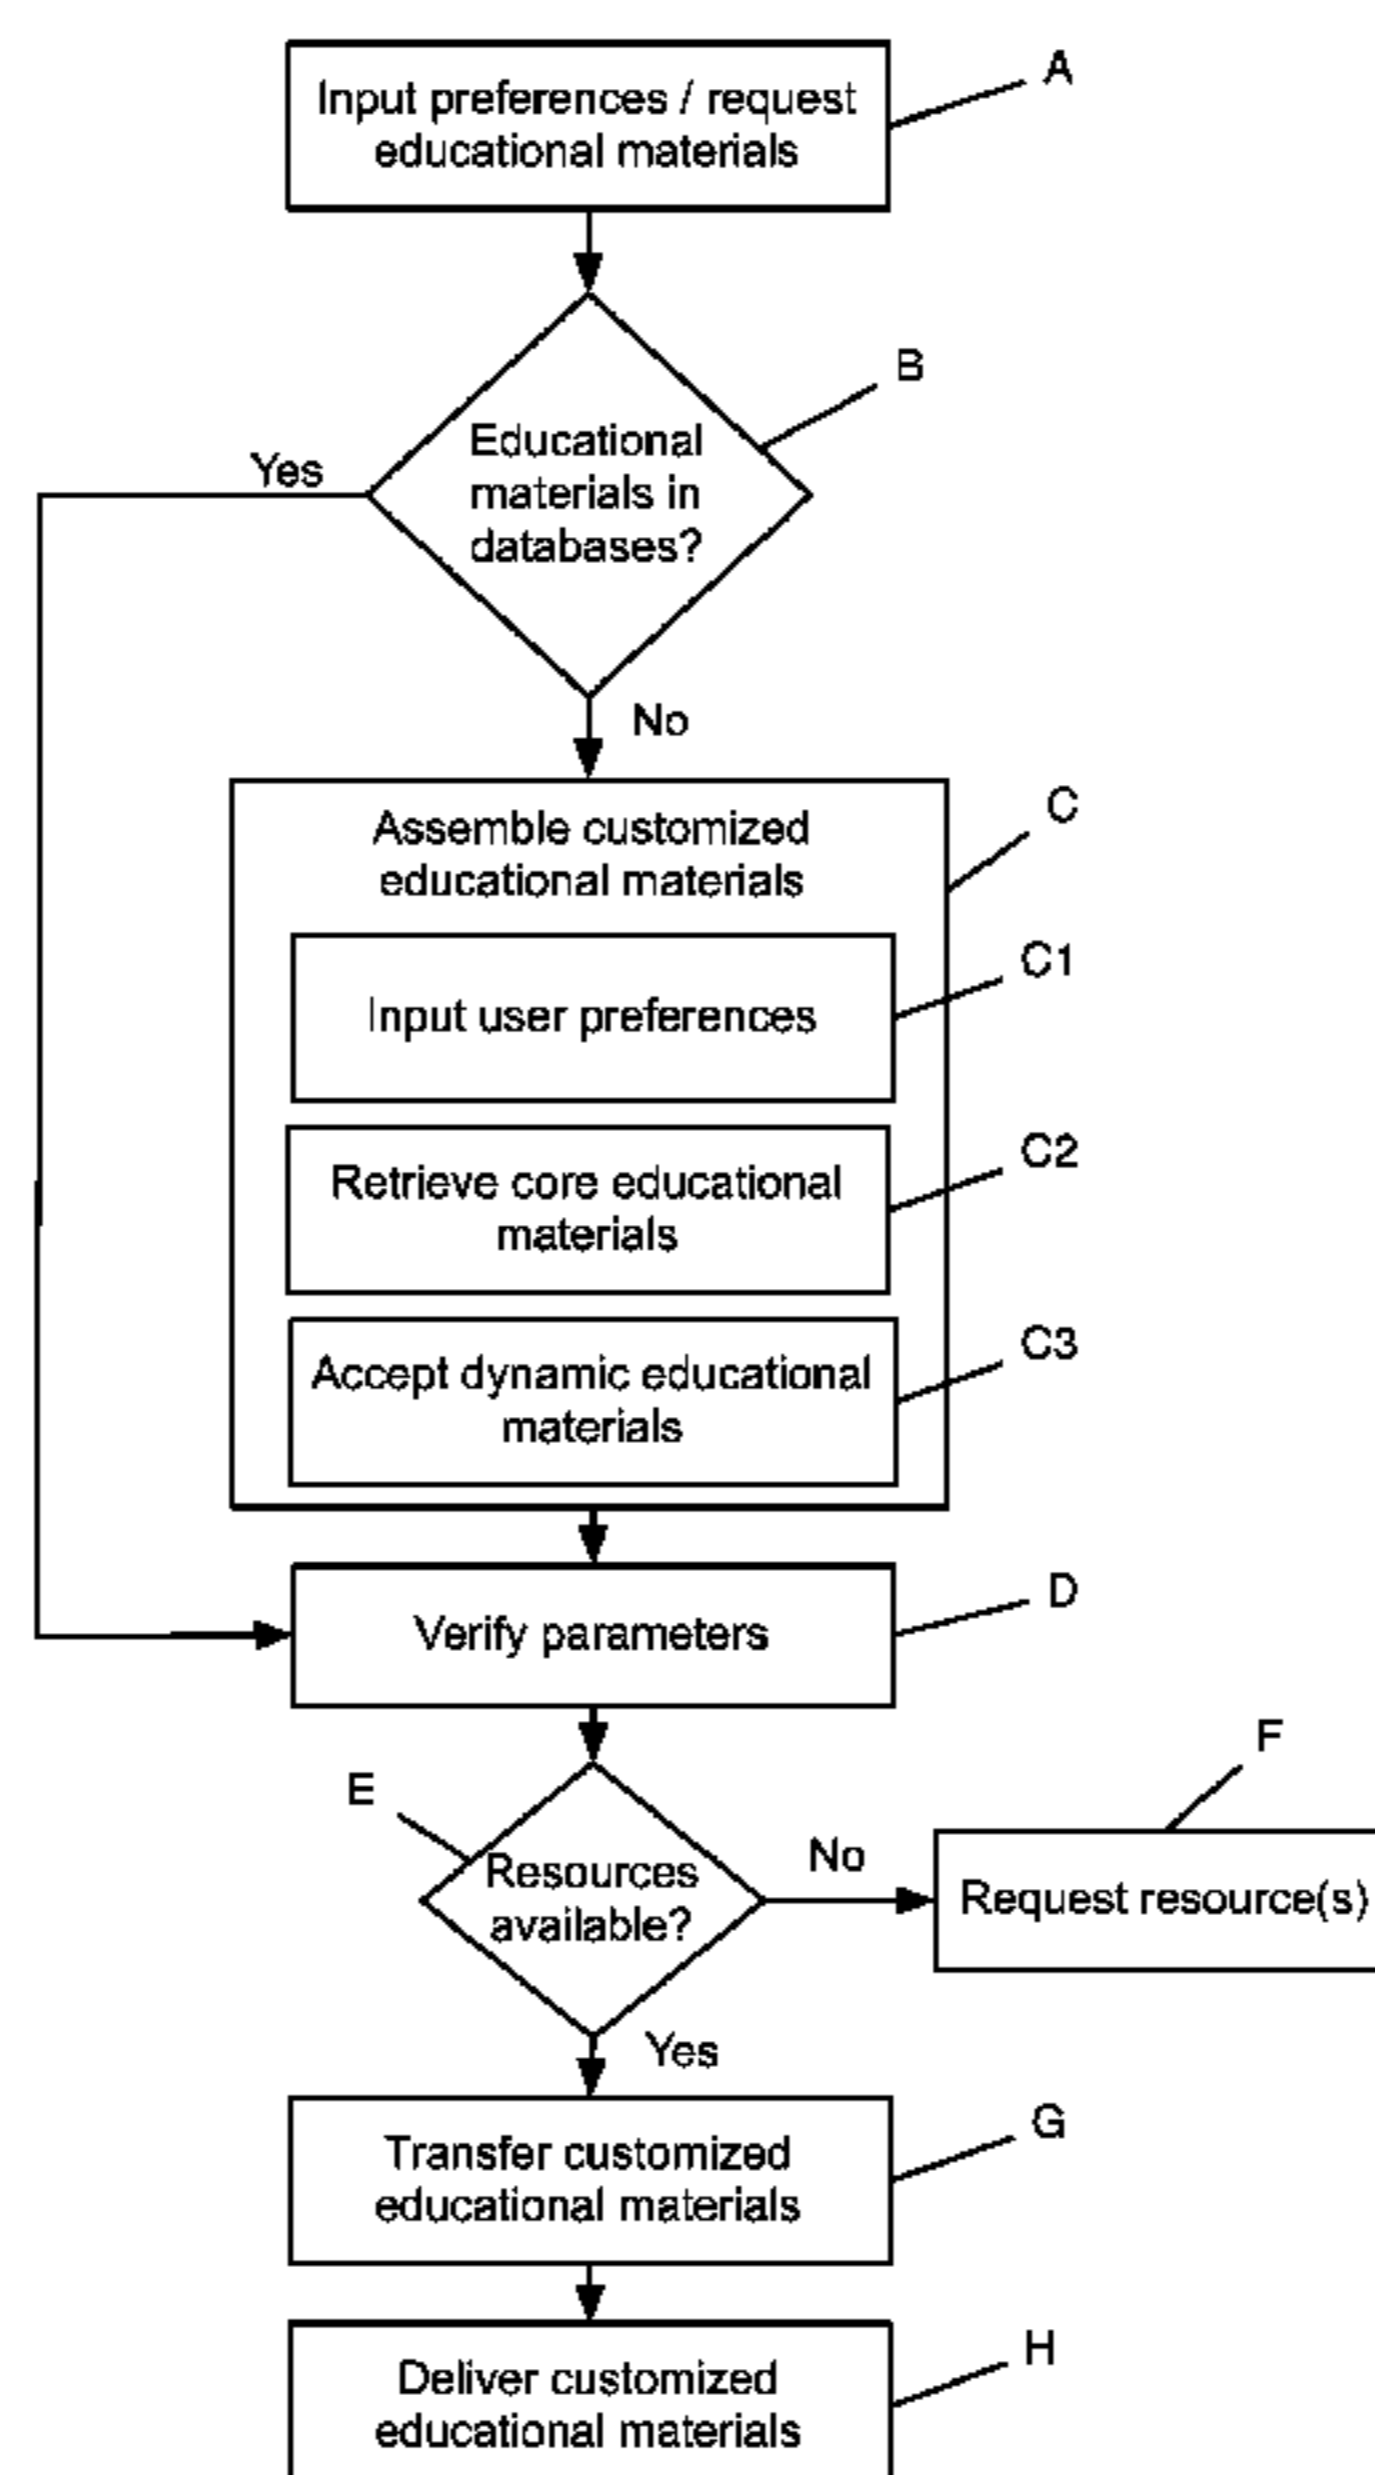 Input preferences / request
educational materials
A
B
Educational
materials in
databases?
Yes
No
Assemble customized
educational materials
C
Input user preferences
C1
Retrieve core educational
materials
C2
Accept dynamic educational
materials
C3
Verify parameters
D
E
Resources
available?
No
F
Request resource(s)
Yes
Transfer customized
educational materials
G
Deliver customized
educational materials
H